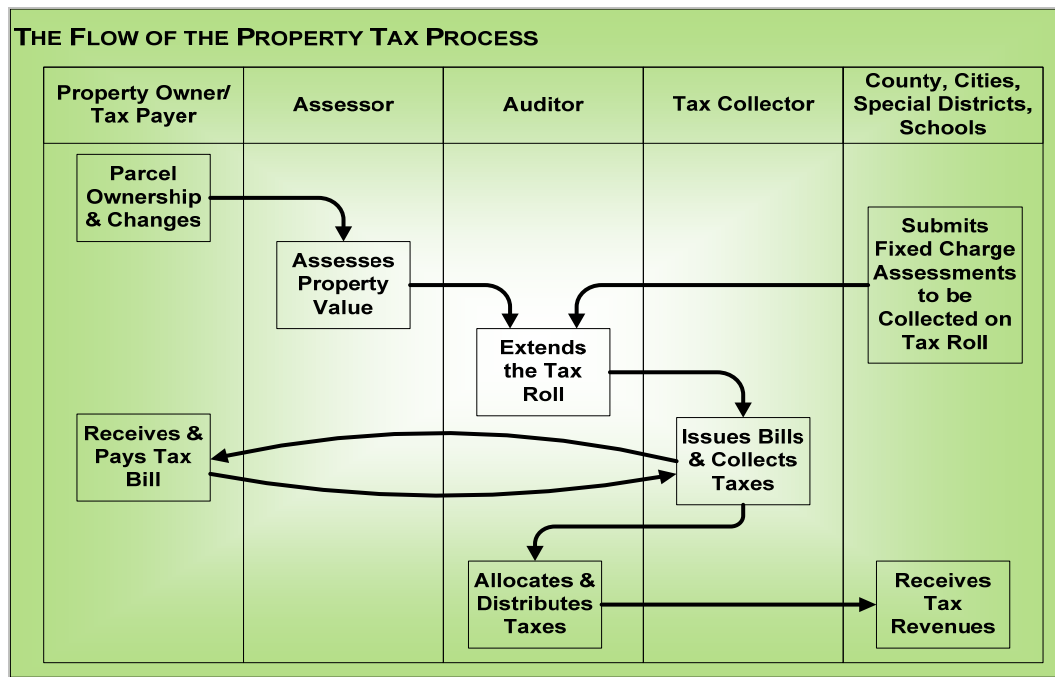 THE FLOW OF THE PROPERTY TAX PROCESS
Property Owner/
Tax Payer
Assessor
Auditor
Tax Collector
County, Cities,
Special Districts,
Schools
Parcel
Ownership
& Changes
Assesses
Property
Value
Submits
Fixed Charge
Assessments
to be
Collected on
Tax Roll
Extends
the Tax
Roll
Receives &
Pays Tax
Bill
Issues Bills
& Collects
Taxes
Allocates &
Distributes
Taxes
Receives
Tax
Revenues